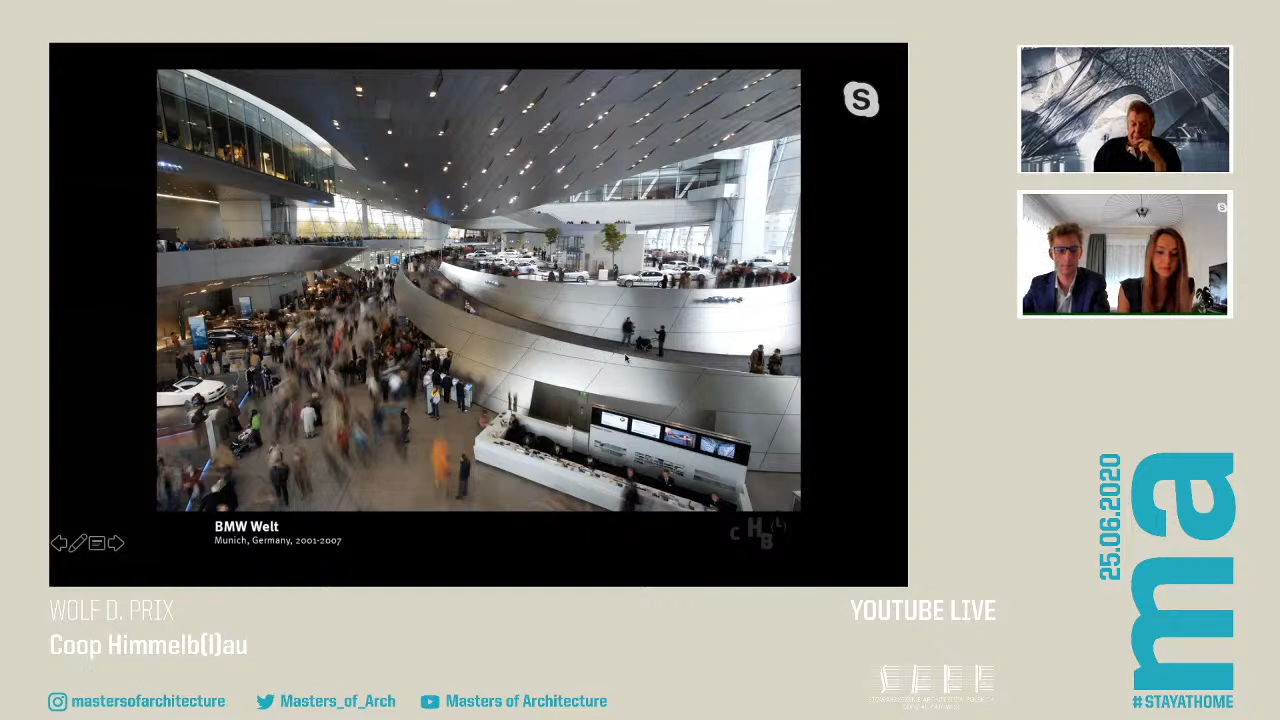 S
BMW Welt
Munich, Germany, 2001-2007
C H B (L)
WOLF D. PRIX
Coop Himmelb(l)au
YOUTUBE LIVE
mastersofarchitecture
Masters_of_Arch
Masters of Architecture
25.06.2020
ma
#STAYATHOME